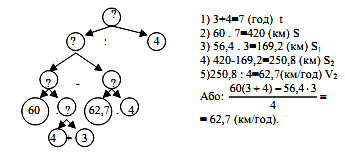 ?
? : 4
? - ?
60 . ? 62,7 . 4
4 + 3
1) 3+4=7 (год) t
2) 60 . 7=420 (км) S
3) 56,4 . 3=169,2 (км) S₁
4) 420-169,2=250,8 (км) S₂
5)250,8 : 4=62,7(км/год) V₂
Або: 60(3 + 4) − 56,4 · 3 / 4 =
= 62,7 (км/год).